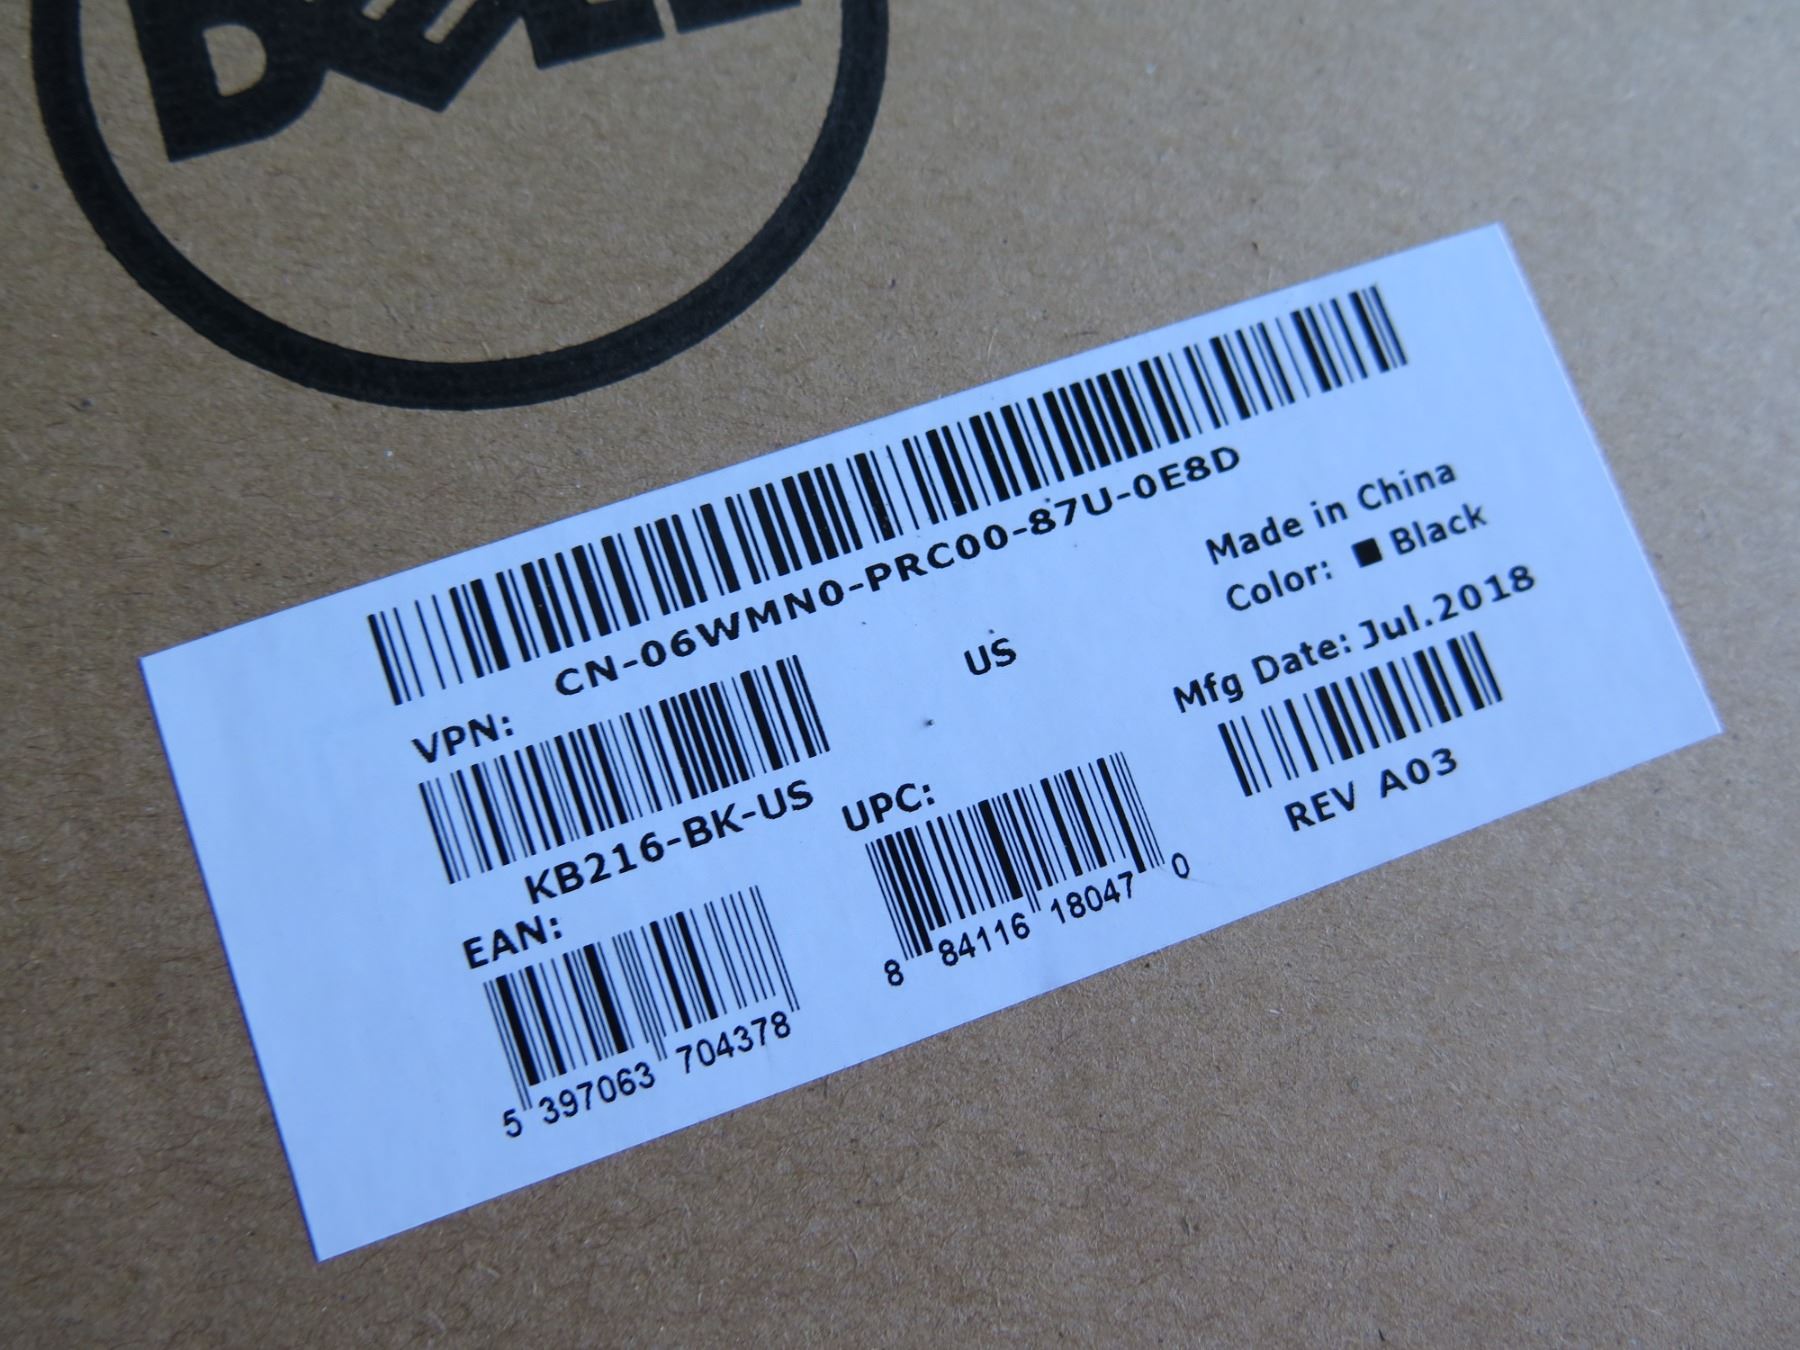 DELL
CN-06WMN0-PRC00-87U-0E8D
Made in China
Color: Black
VPN:
US
Mfg Date: Jul.2018
KB216-BK-US
REV A03
EAN:
UPC:
5 397063 704378
8 84116 18047 0